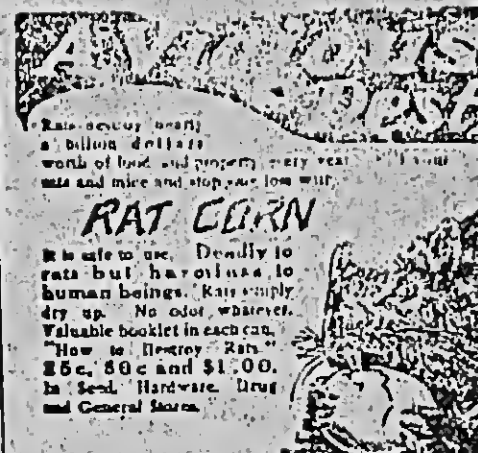 Rats destroy nearly
a billion dollars
worth of food and property every year. Kill your
rats and mice and stop your loss with
RAT CORN
It is safe to use. Deadly to
rats but harmless to
human beings. Rats simply
dry up. No odor whatever.
Valuable booklet in each can,
"How to Destroy Rats."
25c, 50c and $1.00.
In Seed, Hardware, Drug
and General Stores.